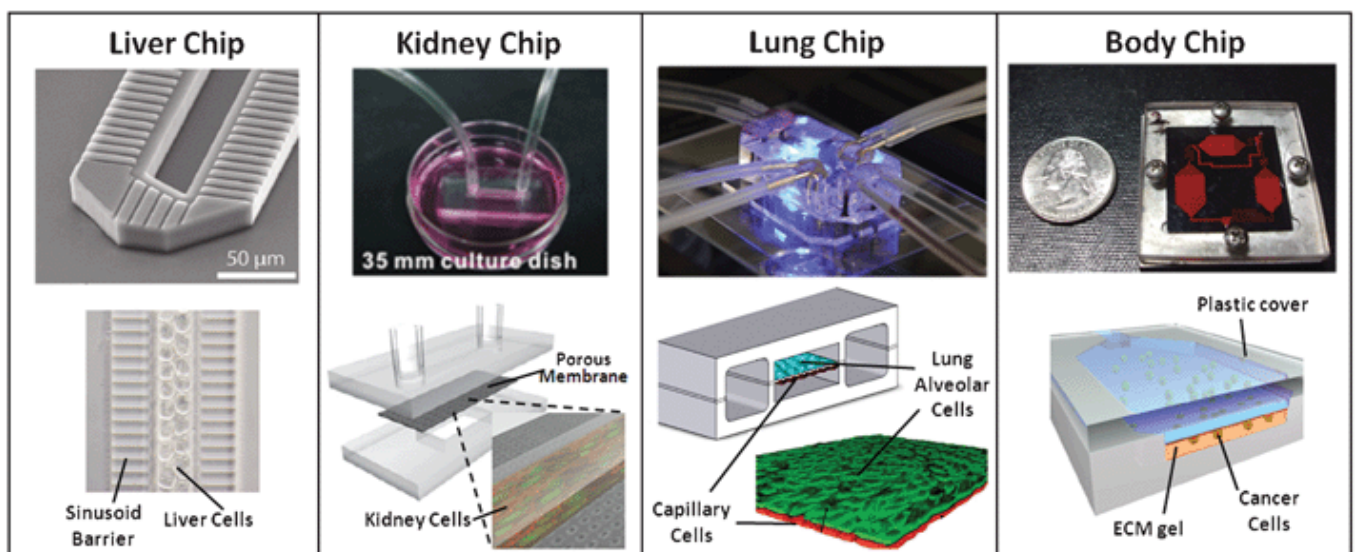 Liver Chip
50 μm
Sinusoid
Barrier
Liver Cells
Kidney Chip
35 mm culture dish
Porous
Membrane
Kidney Cells
Lung Chip
Lung
Alveolar
Cells
Capillary
Cells
Body Chip
Plastic cover
ECM gel
Cancer
Cells